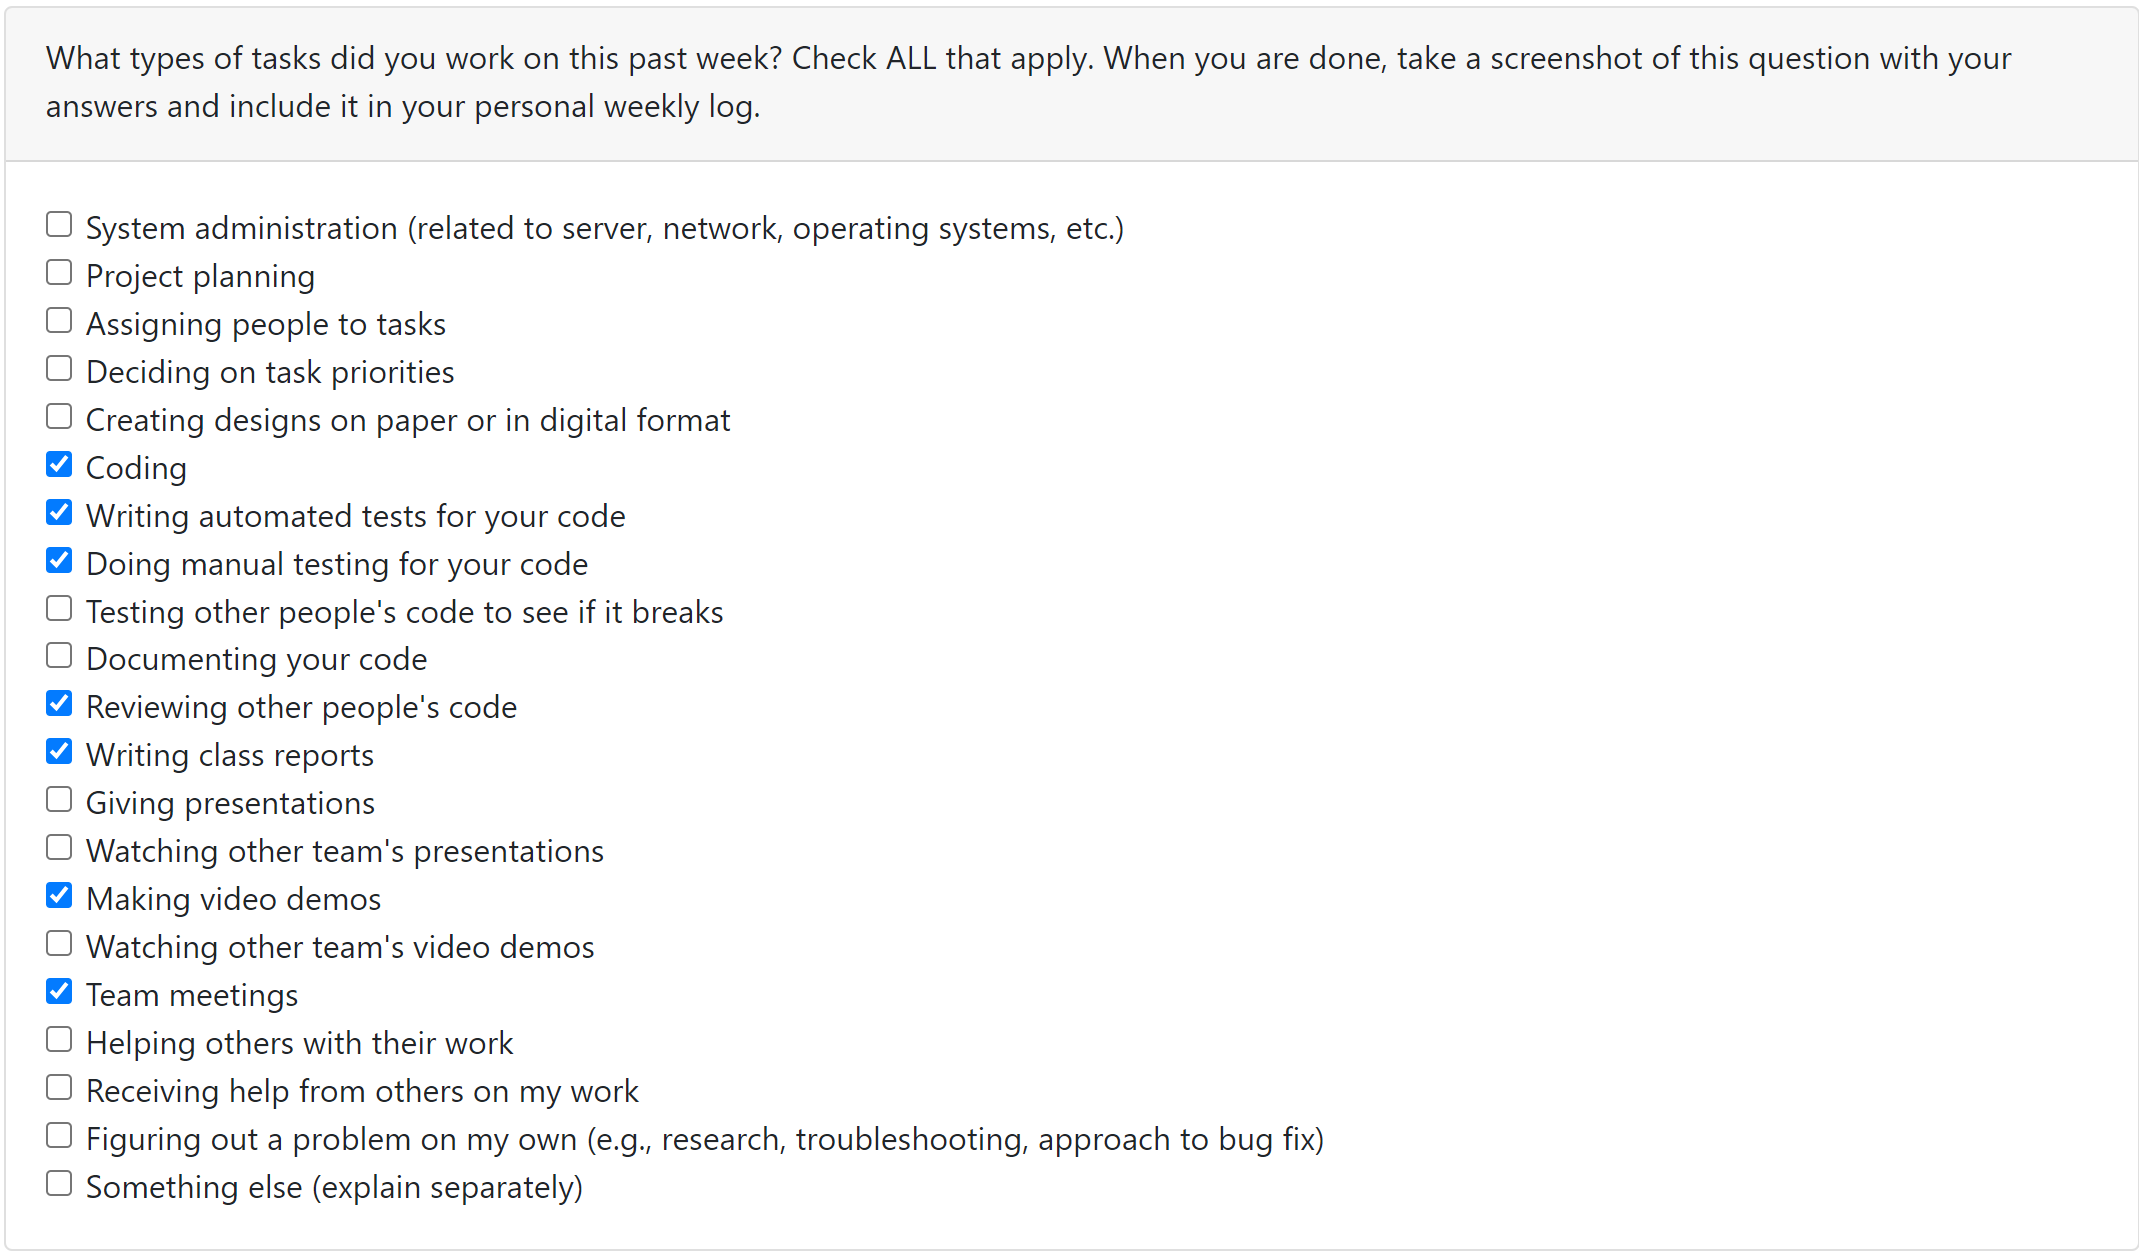 What types of tasks did you work on this past week? Check ALL that apply. When you are done, take a screenshot of this question with your
answers and include it in your personal weekly log.
System administration (related to server, network, operating systems, etc.)
Project planning
Assigning people to tasks
Deciding on task priorities
Creating designs on paper or in digital format
Coding
Writing automated tests for your code
Doing manual testing for your code
Testing other people's code to see if it breaks
Documenting your code
Reviewing other people's code
Writing class reports
Giving presentations
Watching other team's presentations
Making video demos
Watching other team's video demos
Team meetings
Helping others with their work
Receiving help from others on my work
Figuring out a problem on my own (e.g., research, troubleshooting, approach to bug fix)
Something else (explain separately)